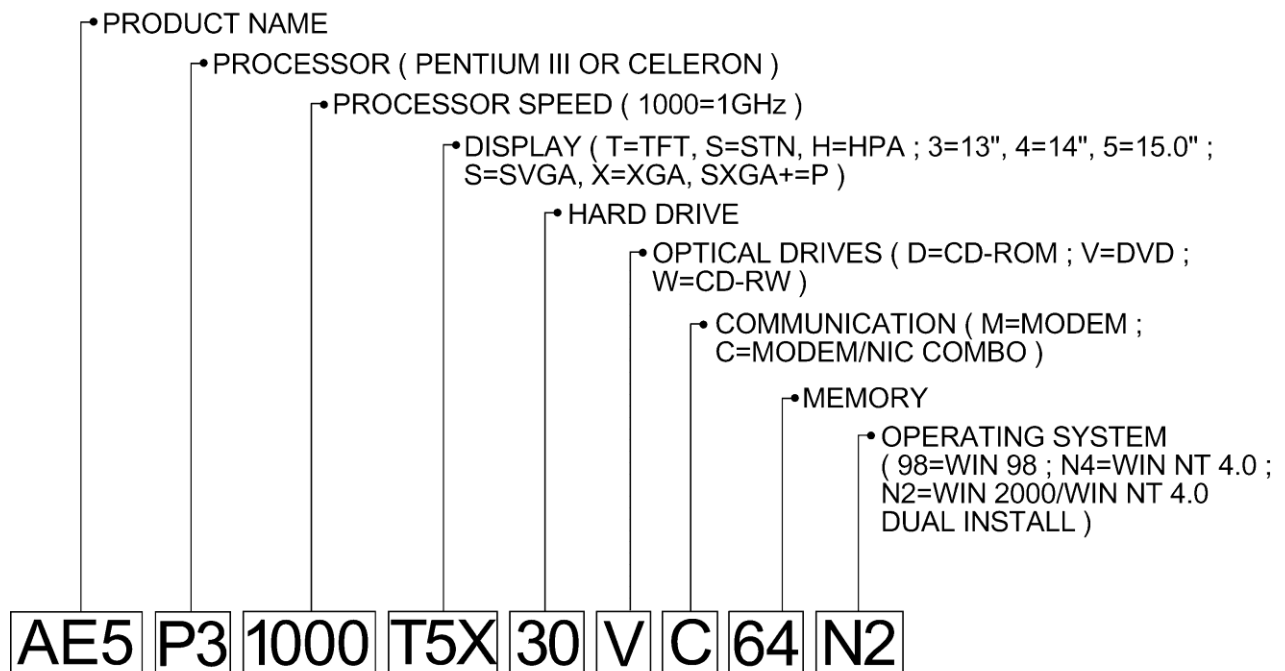 PRODUCT NAME
PROCESSOR ( PENTIUM III OR CELERON )
PROCESSOR SPEED ( 1000=1GHz )
DISPLAY ( T=TFT, S=STN, H=HPA ; 3=13", 4=14", 5=15.0" ;
S=SVGA, X=XGA, SXGA+=P )
HARD DRIVE
OPTICAL DRIVES ( D=CD-ROM ; V=DVD ;
W=CD-RW )
COMMUNICATION ( M=MODEM ;
C=MODEM/NIC COMBO )
MEMORY
OPERATING SYSTEM
( 98=WIN 98 ; N4=WIN NT 4.0 ;
N2=WIN 2000/WIN NT 4.0
DUAL INSTALL )
AE5 P3 1000 T5X 30 V C 64 N2